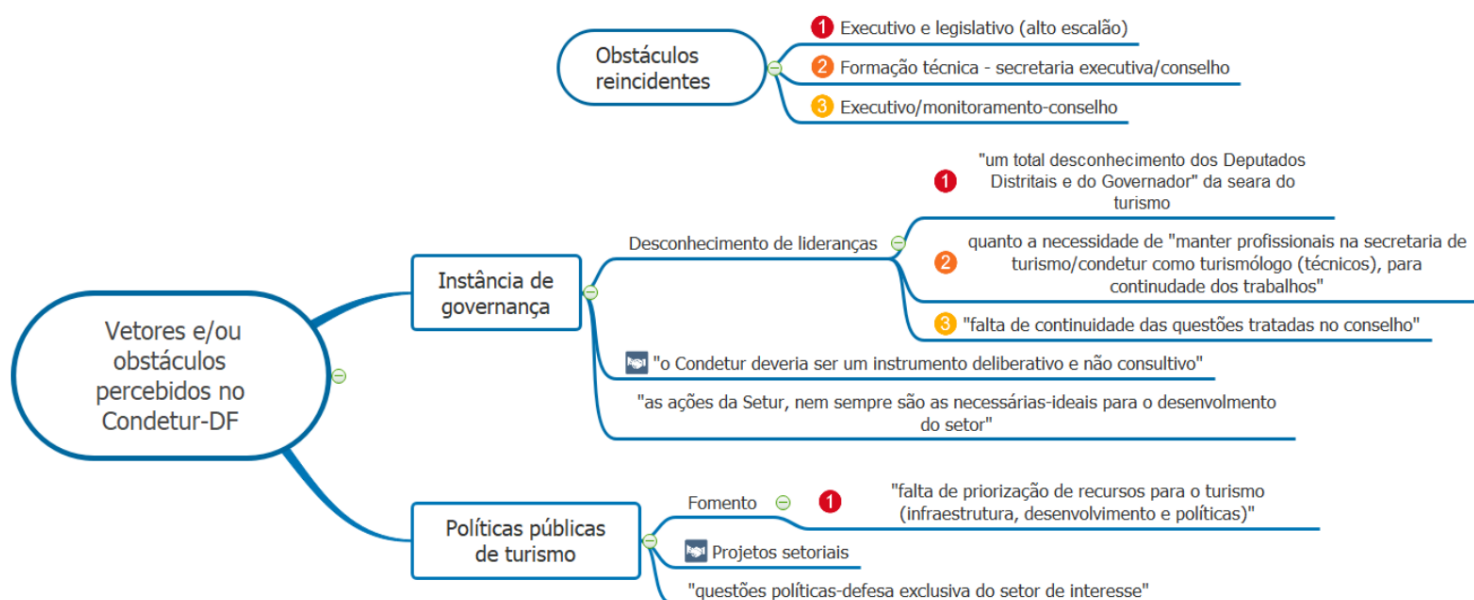 Obstáculos
reincidentes
1 Executivo e legislativo (alto escalão)
2 Formação técnica - secretaria executiva/conselho
3 Executivo/monitoramento-conselho
Vetores e/ou
obstáculos
percebidos no
Condetur-DF
Instância de
governança
Desconhecimento de lideranças
1 "um total desconhecimento dos Deputados
Distritais e do Governador" da seara do
turismo
2 quanto a necessidade de "manter profissionais na secretaria de
turismo/condetur como turismólogo (técnicos), para
continudade dos trabalhos"
3 "falta de continuidade das questões tratadas no conselho"
"o Condetur deveria ser um instrumento deliberativo e não consultivo"
"as ações da Setur, nem sempre são as necessárias-ideais para o desenvolmento
do setor"
Políticas públicas
de turismo
Fomento
1 "falta de priorização de recursos para o turismo
(infraestrutura, desenvolvimento e políticas)"
Projetos setoriais
"questões políticas-defesa exclusiva do setor de interesse"